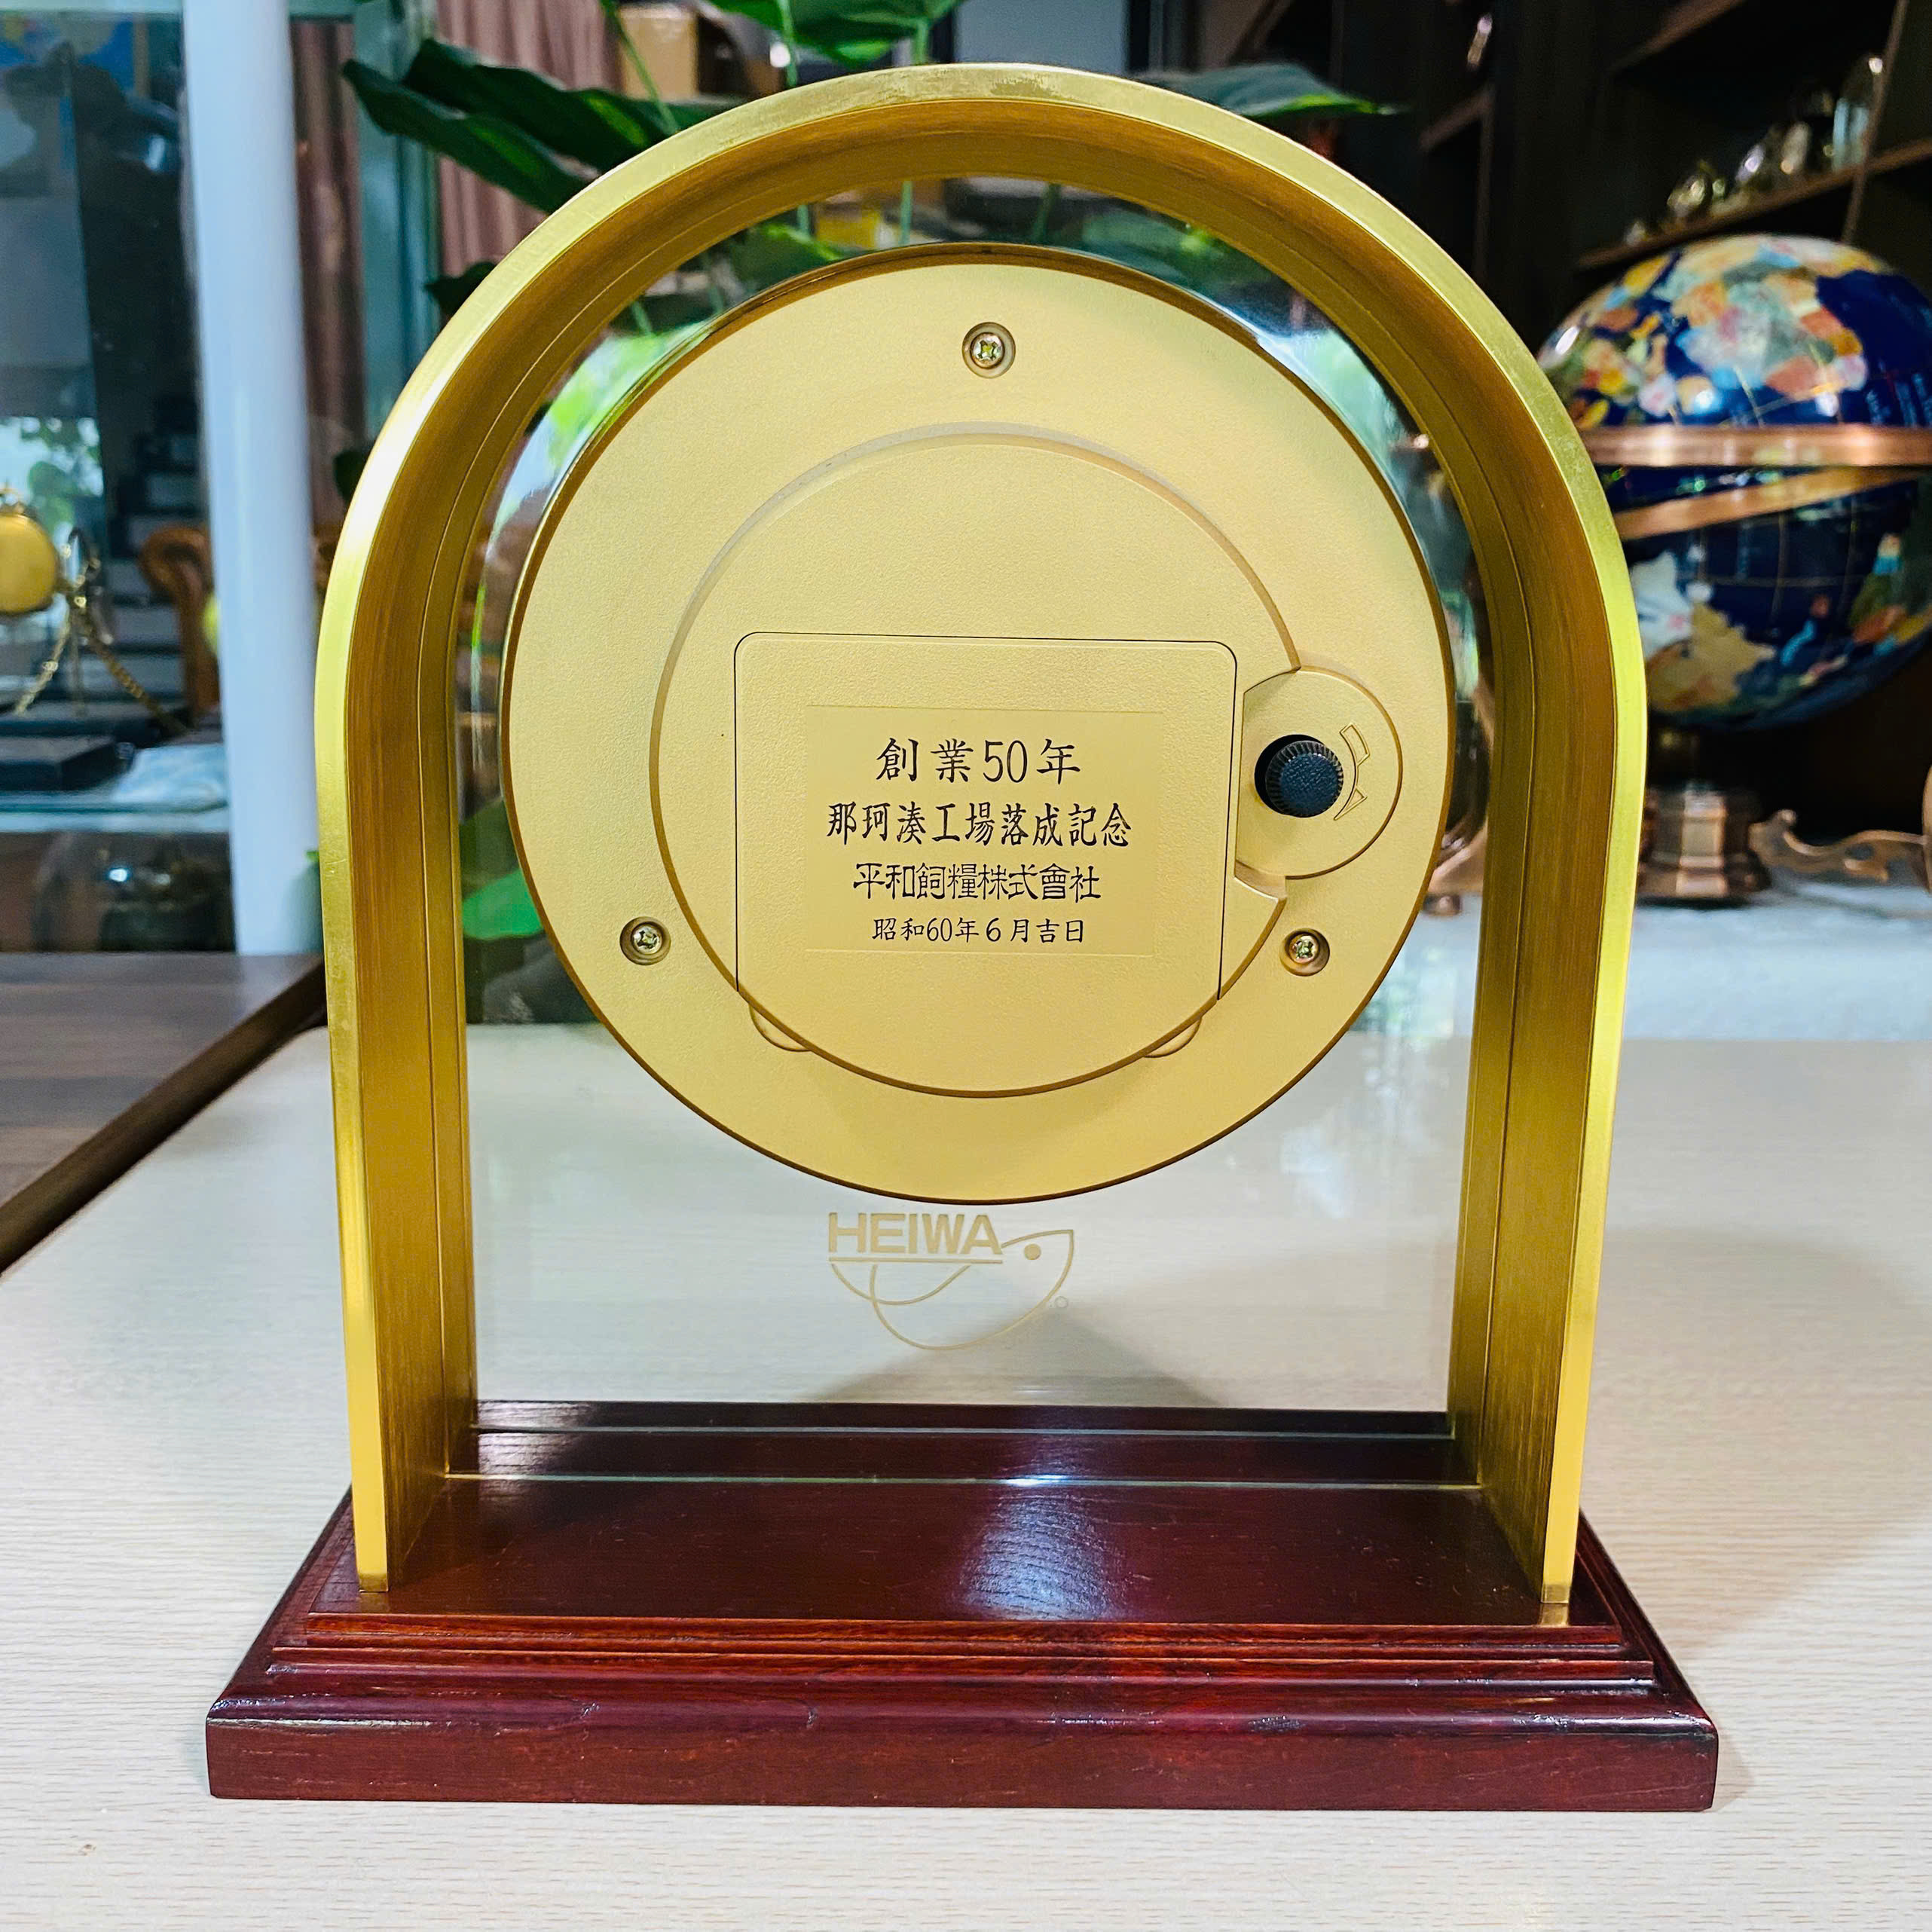 創業50年
那珂湊工場落成記念
平和飼糧株式會社
昭和60年6月吉日
HEIWA